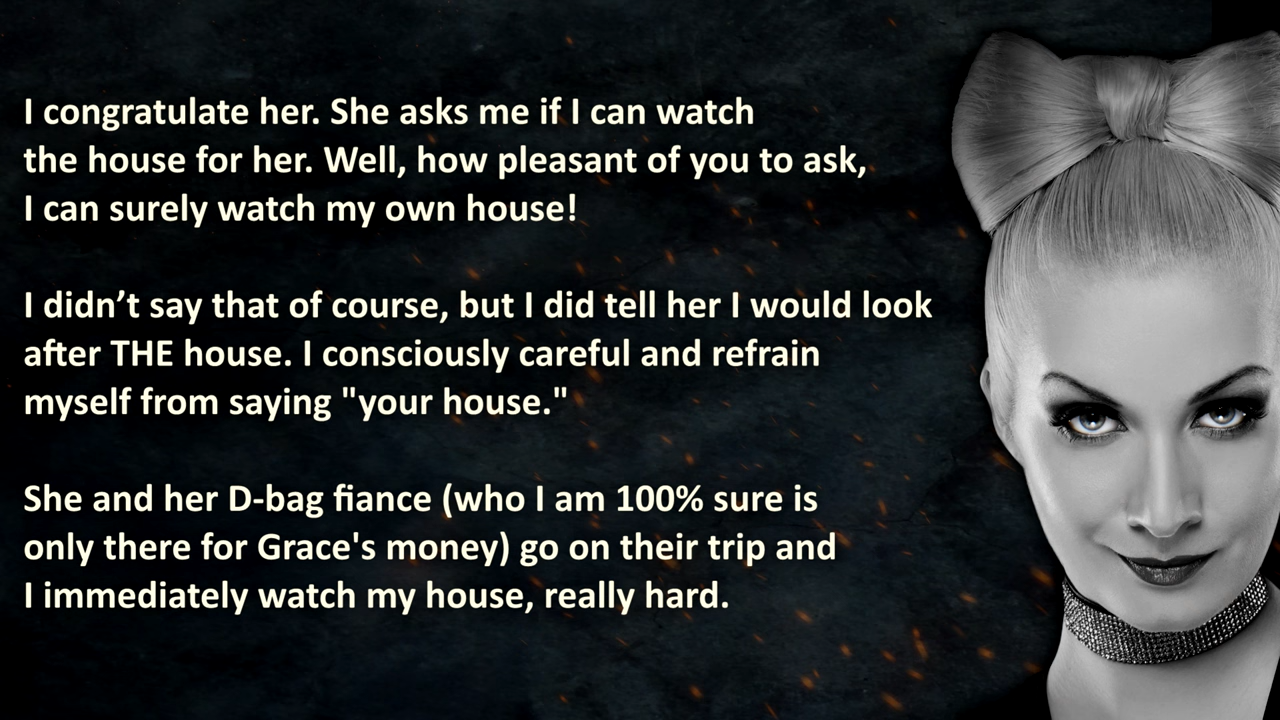 I congratulate her. She asks me if I can watch
the house for her. Well, how pleasant of you to ask,
I can surely watch my own house!
I didn’t say that of course, but I did tell her I would look
after THE house. I consciously careful and refrain
myself from saying "your house."
She and her D-bag fiance (who I am 100% sure is
only there for Grace's money) go on their trip and
I immediately watch my house, really hard.